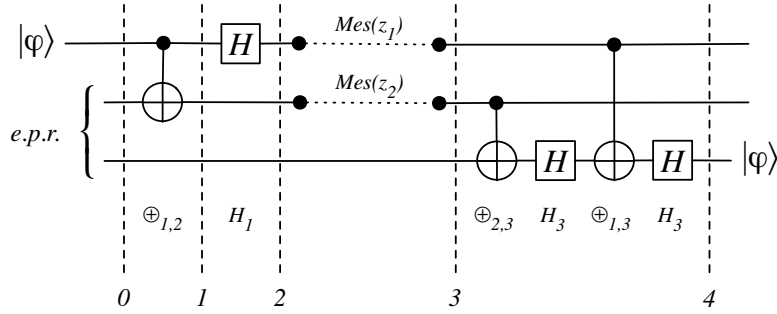 |φ⟩ H Mes(z₁)
Mes(z₂)
e.p.r.
H H |φ⟩
⊕₁,₂ H₁ ⊕₂,₃ H₃ ⊕₁,₃ H₃
0 1 2 3 4